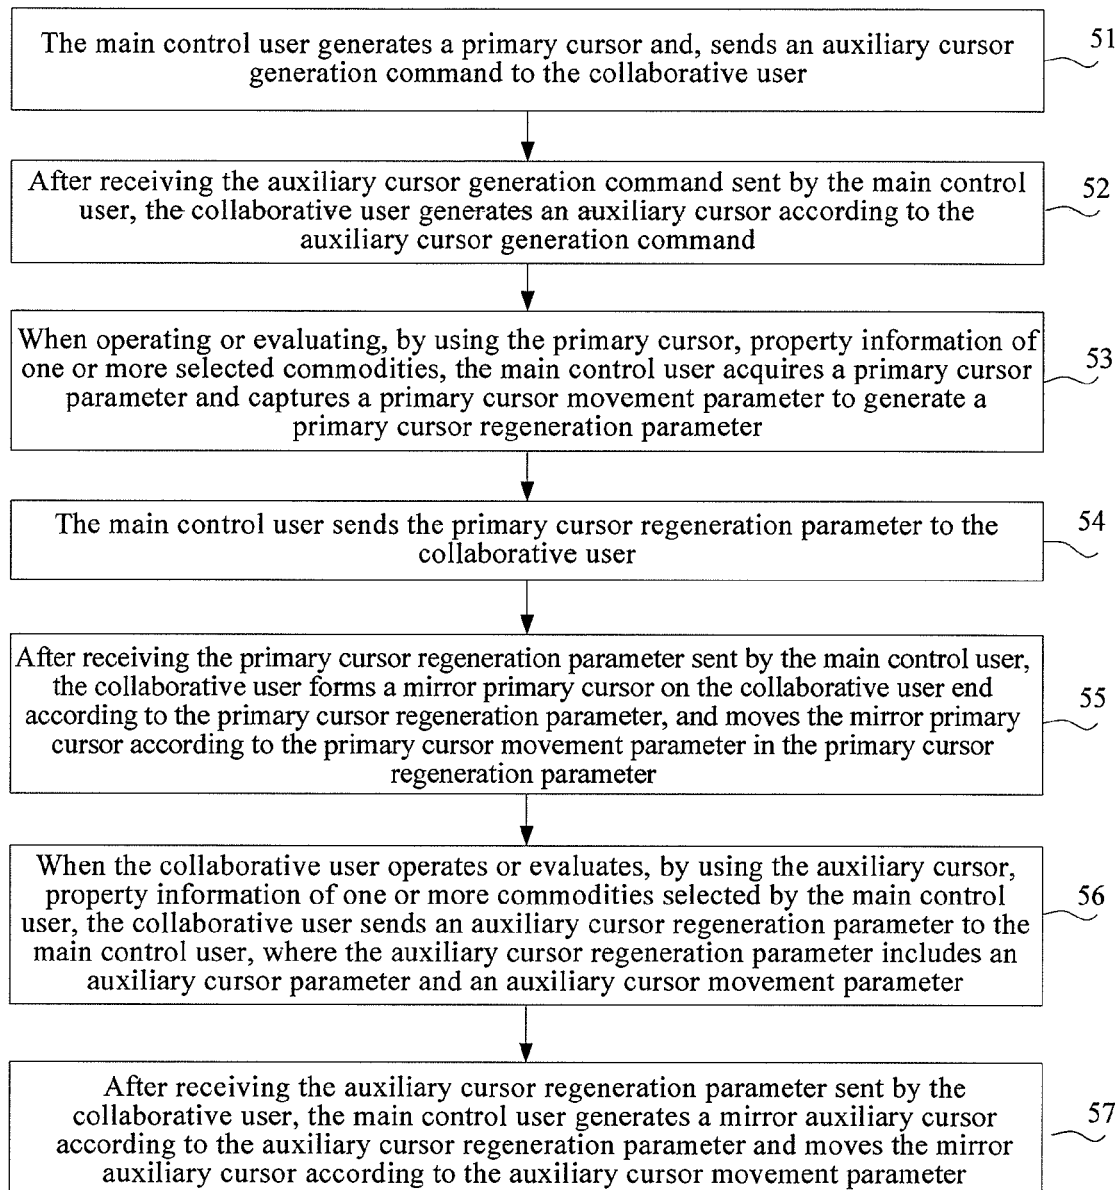 The main control user generates a primary cursor and, sends an auxiliary cursor
generation command to the collaborative user
51
After receiving the auxiliary cursor generation command sent by the main control
user, the collaborative user generates an auxiliary cursor according to the
auxiliary cursor generation command
52
When operating or evaluating, by using the primary cursor, property information of
one or more selected commodities, the main control user acquires a primary cursor
parameter and captures a primary cursor movement parameter to generate a
primary cursor regeneration parameter
53
The main control user sends the primary cursor regeneration parameter to the
collaborative user
54
After receiving the primary cursor regeneration parameter sent by the main control user,
the collaborative user forms a mirror primary cursor on the collaborative user end
according to the primary cursor regeneration parameter, and moves the mirror primary
cursor according to the primary cursor movement parameter in the primary cursor
regeneration parameter
55
When the collaborative user operates or evaluates, by using the auxiliary cursor,
property information of one or more commodities selected by the main control
user, the collaborative user sends an auxiliary cursor regeneration parameter to the
main control user, where the auxiliary cursor regeneration parameter includes an
auxiliary cursor parameter and an auxiliary cursor movement parameter
56
After receiving the auxiliary cursor regeneration parameter sent by the
collaborative user, the main control user generates a mirror auxiliary cursor
according to the auxiliary cursor regeneration parameter and moves the mirror
auxiliary cursor according to the auxiliary cursor movement parameter
57